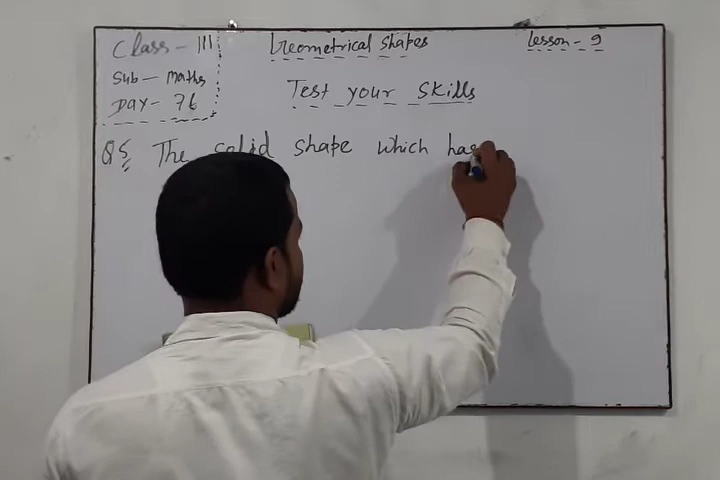 Class - III
Sub - Maths
Day - 76
Geometrical Shapes
Lesson - 9
Test your Skills
Q5 The solid shape which has